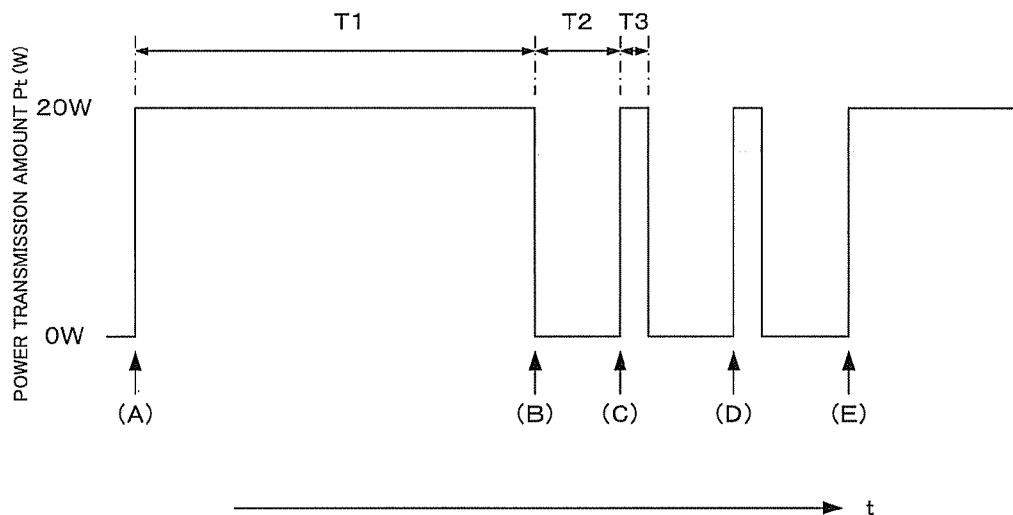 T1
T2
T3
POWER TRANSMISSION AMOUNT Pt (W)
20W
0W
(A)
(B)
(C)
(D)
(E)
t